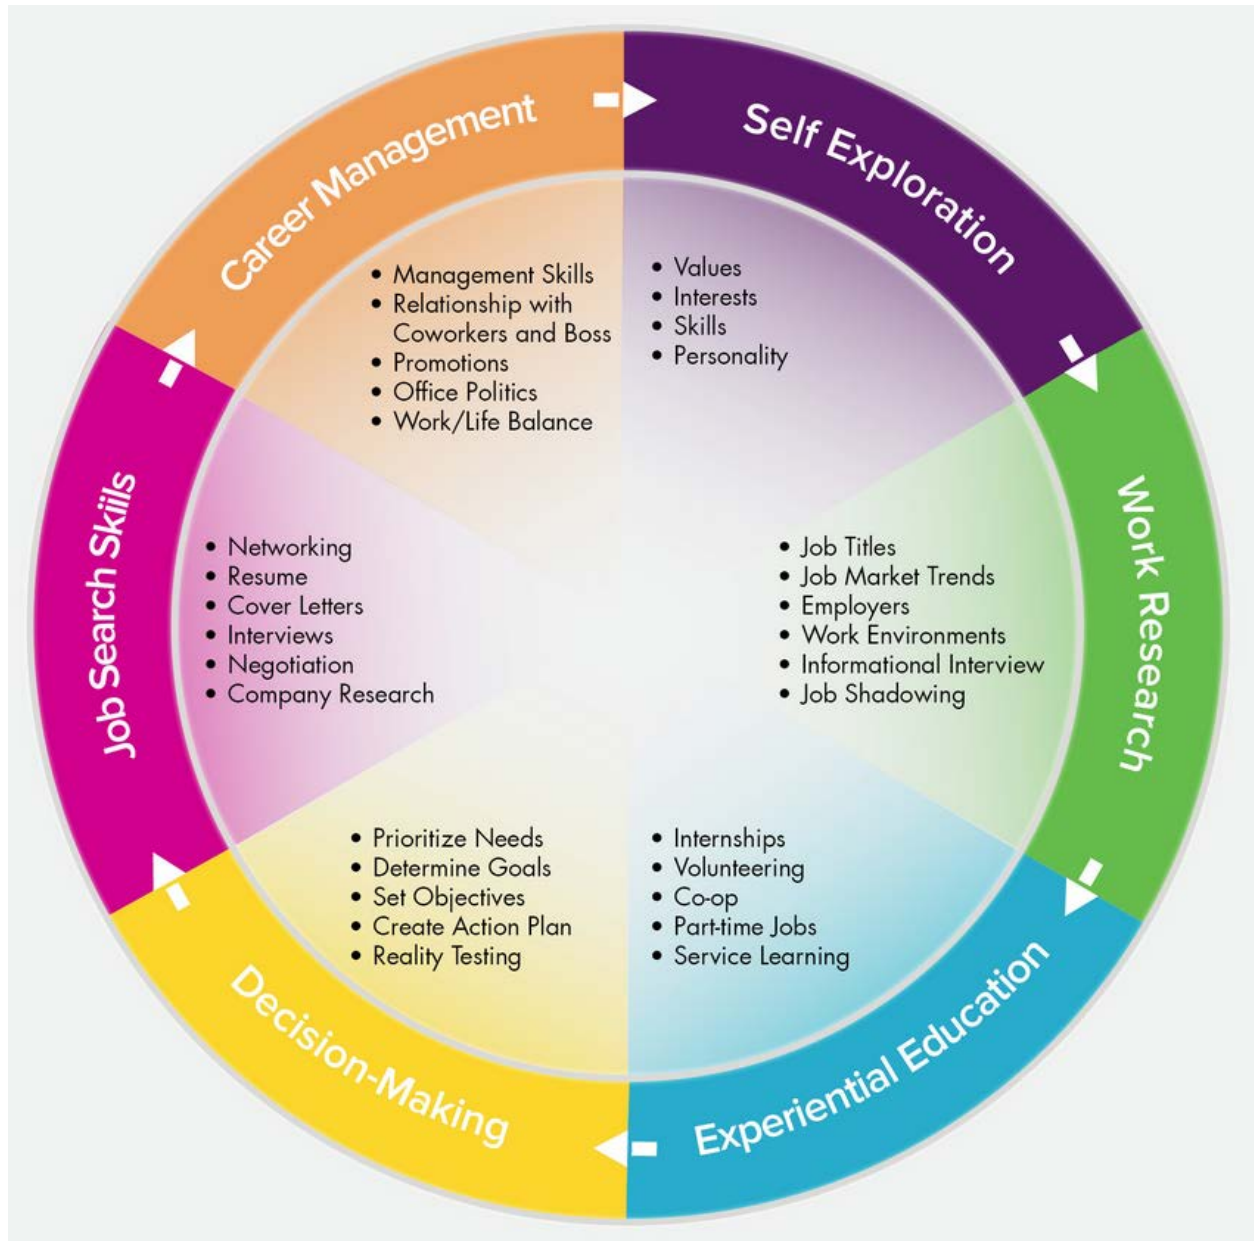 Self Exploration
• Values
• Interests
• Skills
• Personality
Work Research
• Job Titles
• Job Market Trends
• Employers
• Work Environments
• Informational Interview
• Job Shadowing
Experiential Education
• Internships
• Volunteering
• Co-op
• Part-time Jobs
• Service Learning
Decision-Making
• Prioritize Needs
• Determine Goals
• Set Objectives
• Create Action Plan
• Reality Testing
Job Search Skiils
• Networking
• Resume
• Cover Letters
• Interviews
• Negotiation
• Company Research
Career Management
• Management Skills
• Relationship with
Coworkers and Boss
• Promotions
• Office Politics
• Work/Life Balance